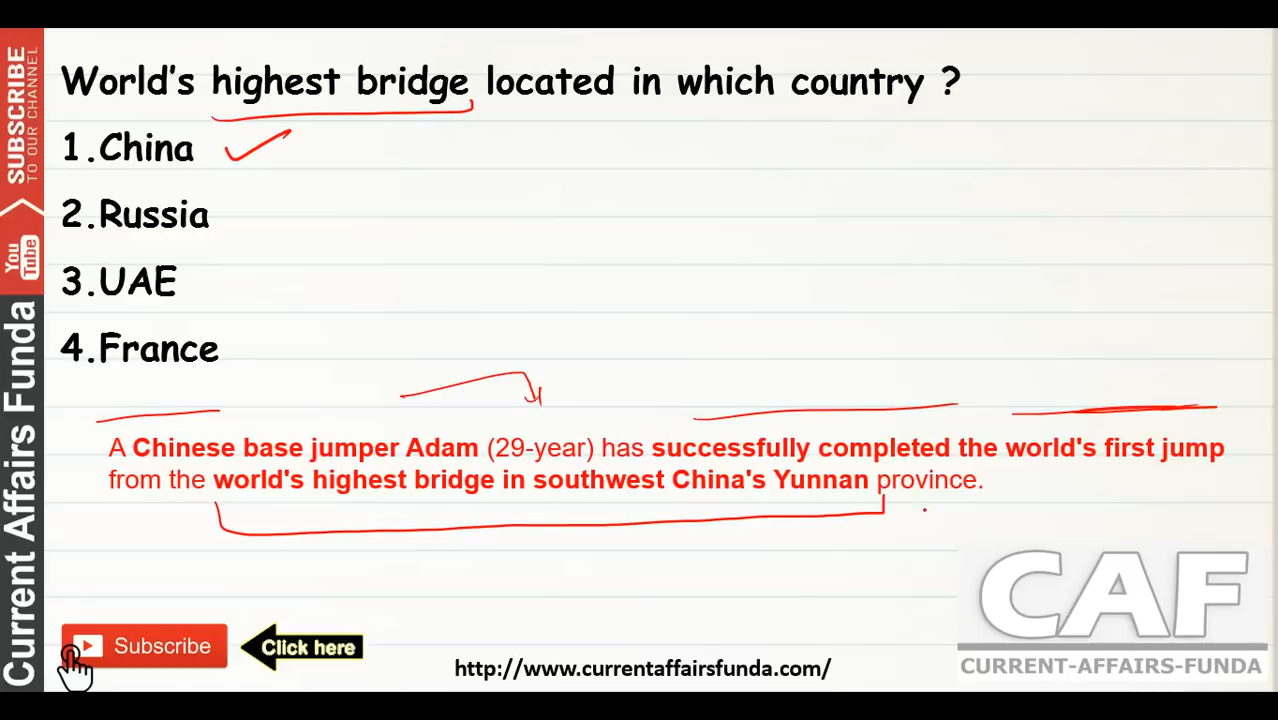 World's highest bridge located in which country ?
1.China
2.Russia
3.UAE
4.France
A Chinese base jumper Adam (29-year) has successfully completed the world's first jump
from the world's highest bridge in southwest China's Yunnan province.
SUBSCRIBE
TO OUR CHANNEL
You
Tube
Current Affairs Funda
Subscribe
Click here
http://www.currentaffairsfunda.com/
CAF
CURRENT-AFFAIRS-FUNDA